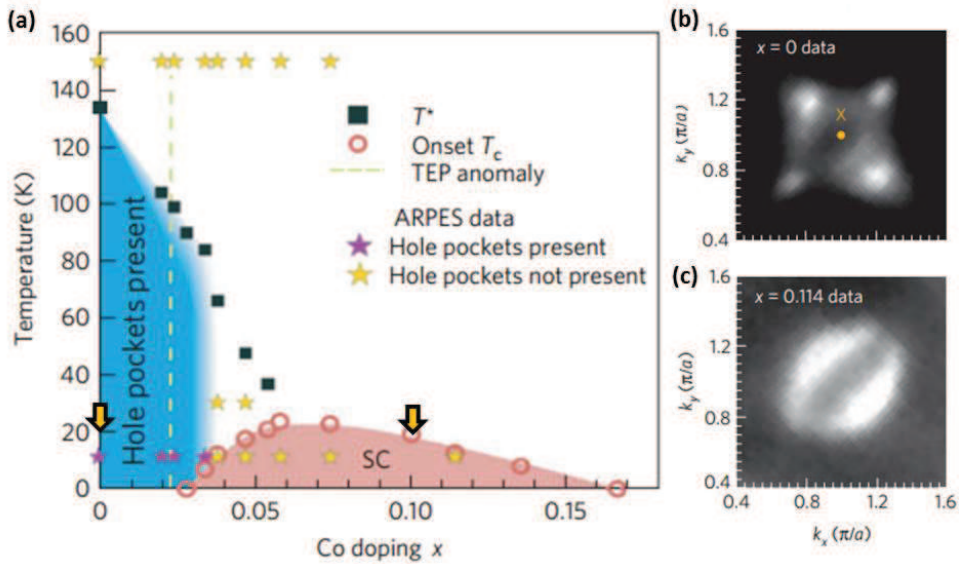 (a)
160
140
120
100
80
60
40
20
0
Temperature (K)
Hole pockets present
T*
Onset Tc
TEP anomaly
ARPES data
Hole pockets present
Hole pockets not present
SC
0
0.05
0.10
0.15
Co doping x
(b)
1.6
1.2
0.8
0.4
ky (π/a)
x = 0 data
X
(c)
1.6
1.2
0.8
0.4
ky (π/a)
x = 0.114 data
0.4
0.8
1.2
1.6
kx (π/a)